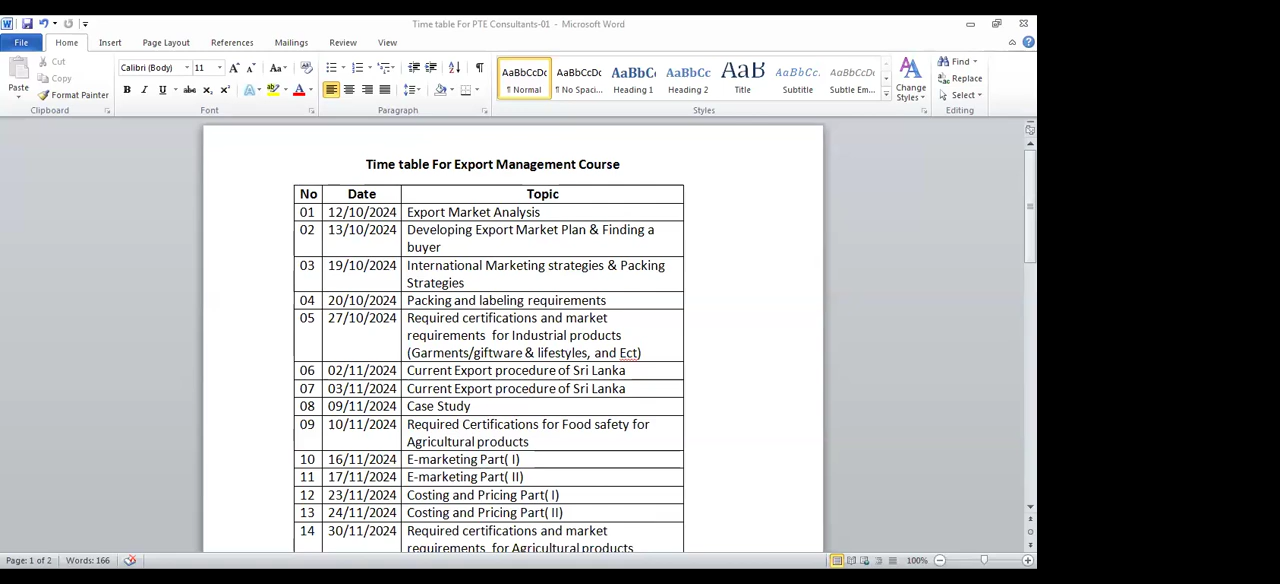 Time table For PTE Consultants-01 - Microsoft Word
File Home Insert Page Layout References Mailings Review View
Paste
Cut
Copy
Format Painter
Clipboard
Calibri (Body) 11
Font
Paragraph
AaBbCcDc AaBbCcDc AaBbC AaBbCc AaB AaBbCc. AaBbCcDc
¶ Normal ¶ No Spaci... Heading 1 Heading 2 Title Subtitle Subtle Em...
Styles
Change
Styles
Find
Replace
Select
Editing
Time table For Export Management Course
No Date Topic
01 12/10/2024 Export Market Analysis
02 13/10/2024 Developing Export Market Plan & Finding a
buyer
03 19/10/2024 International Marketing strategies & Packing
Strategies
04 20/10/2024 Packing and labeling requirements
05 27/10/2024 Required certifications and market
requirements for Industrial products
(Garments/giftware & lifestyles, and Ect)
06 02/11/2024 Current Export procedure of Sri Lanka
07 03/11/2024 Current Export procedure of Sri Lanka
08 09/11/2024 Case Study
09 10/11/2024 Required Certifications for Food safety for
Agricultural products
10 16/11/2024 E-marketing Part( I)
11 17/11/2024 E-marketing Part( II)
12 23/11/2024 Costing and Pricing Part( I)
13 24/11/2024 Costing and Pricing Part( II)
14 30/11/2024 Required certifications and market
requirements for Agricultural products
Page: 1 of 2 Words: 166 100%